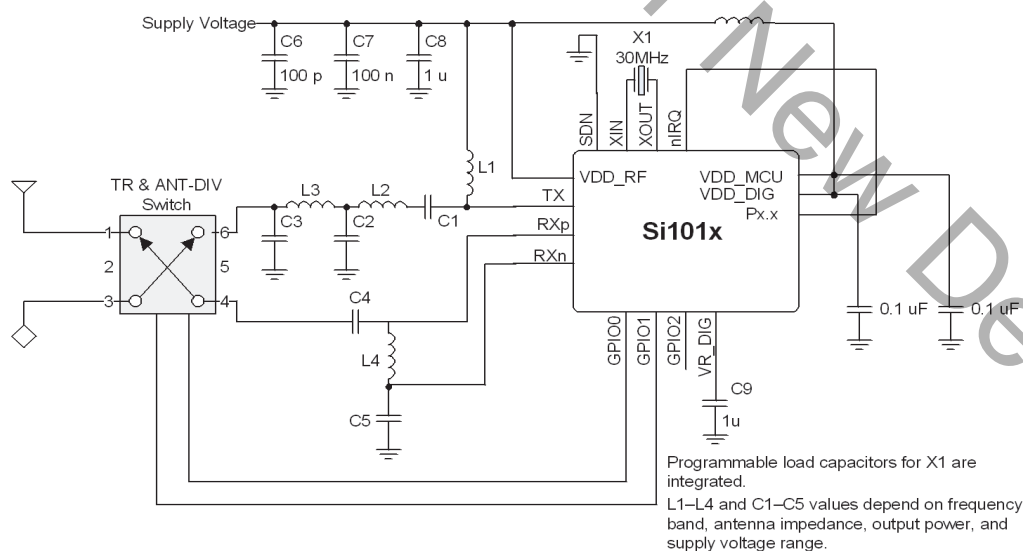 Supply Voltage
C6
100 p
C7
100 n
C8
1 u
X1
30MHz
SDN
XIN
XOUT
nIRQ
L1
VDD_RF
VDD_MCU
VDD_DIG
Px.x
TR & ANT-DIV
Switch
L3
L2
C3
C2
C1
TX
RXp
RXn
Si101x
1
2
3
6
5
4
C4
L4
C5
GPIO0
GPIO1
GPIO2
VR_DIG
0.1 uF
0.1 uF
C9
1u
Programmable load capacitors for X1 are
integrated.
L1–L4 and C1–C5 values depend on frequency
band, antenna impedance, output power, and
supply voltage range.
New De